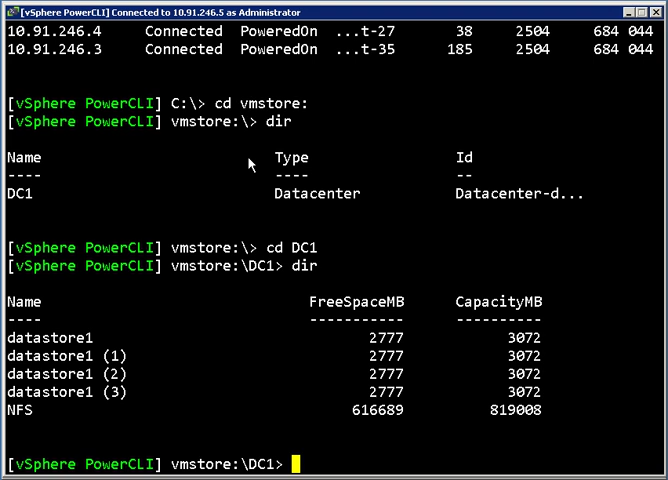 [vSphere PowerCLI] Connected to 10.91.246.5 as Administrator
10.91.246.4 Connected PoweredOn ...t-27 38 2504 684 044
10.91.246.3 Connected PoweredOn ...t-35 185 2504 684 044
[vSphere PowerCLI] C:\> cd vmstore:
[vSphere PowerCLI] vmstore:\> dir
Name Type Id
---- ---- --
DC1 Datacenter Datacenter-d...
[vSphere PowerCLI] vmstore:\> cd DC1
[vSphere PowerCLI] vmstore:\DC1> dir
Name FreeSpaceMB CapacityMB
---- ----------- ----------
datastore1 2777 3072
datastore1 (1) 2777 3072
datastore1 (2) 2777 3072
datastore1 (3) 2777 3072
NFS 616689 819008
[vSphere PowerCLI] vmstore:\DC1>